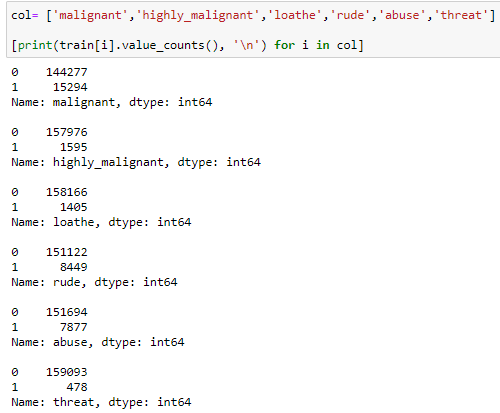 col= ['malignant','highly_malignant','loathe','rude','abuse','threat']
[print(train[i].value_counts(), '\n') for i in col]
0    144277
1     15294
Name: malignant, dtype: int64
0    157976
1      1595
Name: highly_malignant, dtype: int64
0    158166
1      1405
Name: loathe, dtype: int64
0    151122
1      8449
Name: rude, dtype: int64
0    151694
1      7877
Name: abuse, dtype: int64
0    159093
1       478
Name: threat, dtype: int64